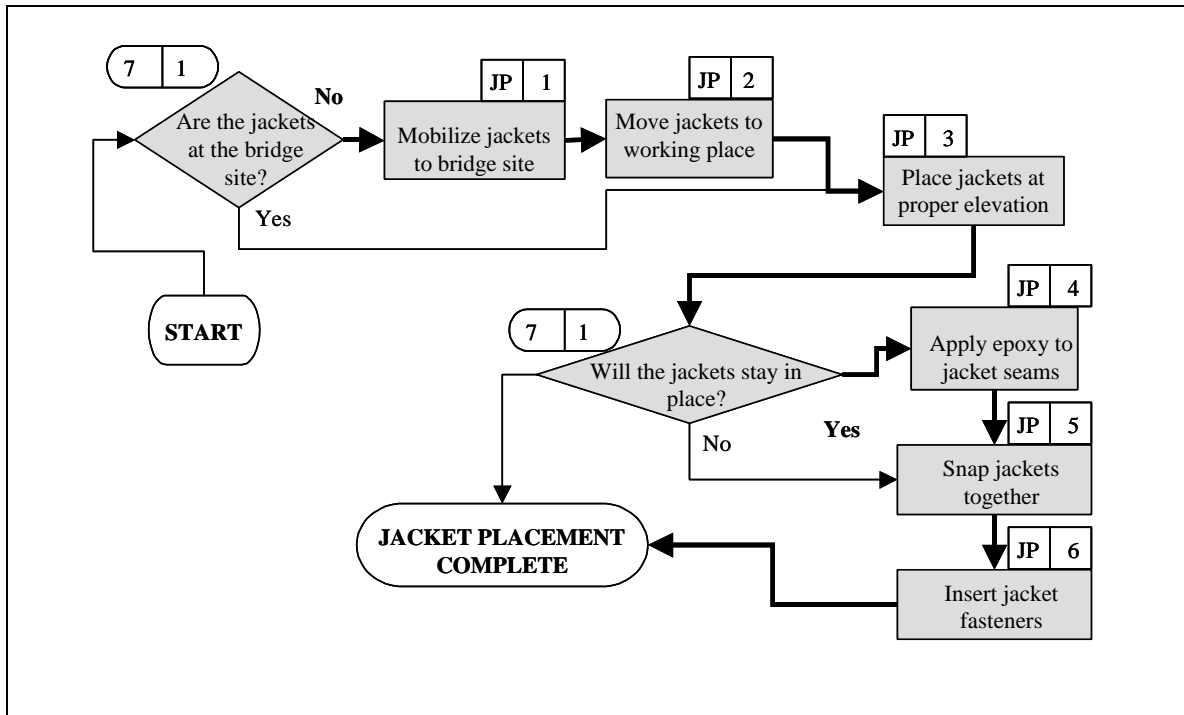 7 1
Are the jackets
at the bridge
site?
No
Yes
START
JP 1
Mobilize jackets
to bridge site
JP 2
Move jackets to
working place
JP 3
Place jackets at
proper elevation
7 1
Will the jackets stay in
place?
No
Yes
JP 4
Apply epoxy to
jacket seams
JP 5
Snap jackets
together
JP 6
Insert jacket
fasteners
JACKET PLACEMENT
COMPLETE